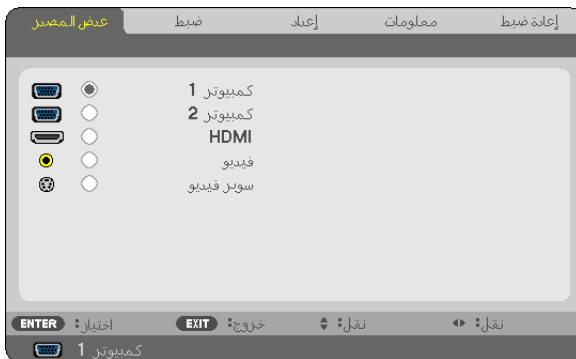 عرض المصدر ضبط إعداد معلومات إعادة ضبط
كمبيوتر 1
كمبيوتر 2
HDMI
فيديو
سوبر فيديو
ENTER اختيار: EXIT خروج: نقل: نقل:
كمبيوتر 1